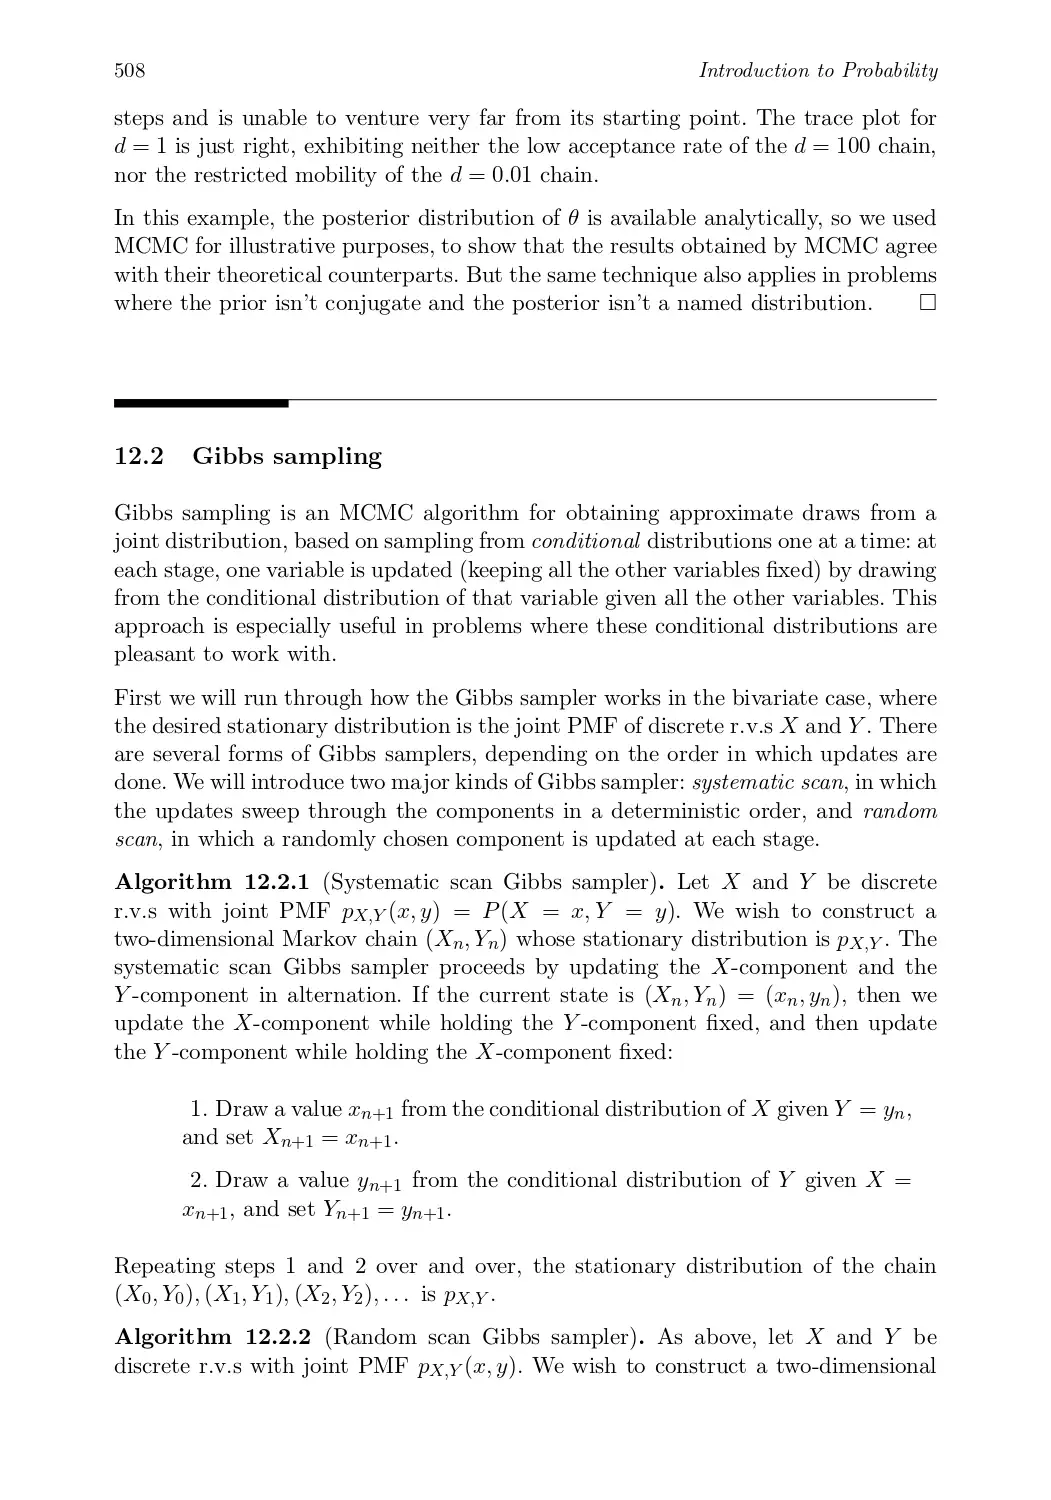 508 Introduction to Probability
steps and is unable to venture very far from its starting point. The trace plot for
d = 1 is just right, exhibiting neither the low acceptance rate of the d = 100 chain,
nor the restricted mobility of the d = 0.01 chain.
In this example, the posterior distribution of θ is available analytically, so we used
MCMC for illustrative purposes, to show that the results obtained by MCMC agree
with their theoretical counterparts. But the same technique also applies in problems
where the prior isn't conjugate and the posterior isn't a named distribution. □
12.2 Gibbs sampling
Gibbs sampling is an MCMC algorithm for obtaining approximate draws from a
joint distribution, based on sampling from conditional distributions one at a time: at
each stage, one variable is updated (keeping all the other variables fixed) by drawing
from the conditional distribution of that variable given all the other variables. This
approach is especially useful in problems where these conditional distributions are
pleasant to work with.
First we will run through how the Gibbs sampler works in the bivariate case, where
the desired stationary distribution is the joint PMF of discrete r.v.s X and Y. There
are several forms of Gibbs samplers, depending on the order in which updates are
done. We will introduce two major kinds of Gibbs sampler: systematic scan, in which
the updates sweep through the components in a deterministic order, and random
scan, in which a randomly chosen component is updated at each stage.
Algorithm 12.2.1 (Systematic scan Gibbs sampler). Let X and Y be discrete
r.v.s with joint PMF p_{X,Y}(x, y) = P(X = x, Y = y). We wish to construct a
two-dimensional Markov chain (X_n, Y_n) whose stationary distribution is p_{X,Y}. The
systematic scan Gibbs sampler proceeds by updating the X-component and the
Y-component in alternation. If the current state is (X_n, Y_n) = (x_n, y_n), then we
update the X-component while holding the Y-component fixed, and then update
the Y-component while holding the X-component fixed:
1. Draw a value x_{n+1} from the conditional distribution of X given Y = y_n,
and set X_{n+1} = x_{n+1}.
2. Draw a value y_{n+1} from the conditional distribution of Y given X =
x_{n+1}, and set Y_{n+1} = y_{n+1}.
Repeating steps 1 and 2 over and over, the stationary distribution of the chain
(X_0, Y_0), (X_1, Y_1), (X_2, Y_2), . . . is p_{X,Y}.
Algorithm 12.2.2 (Random scan Gibbs sampler). As above, let X and Y be
discrete r.v.s with joint PMF p_{X,Y}(x, y). We wish to construct a two-dimensional